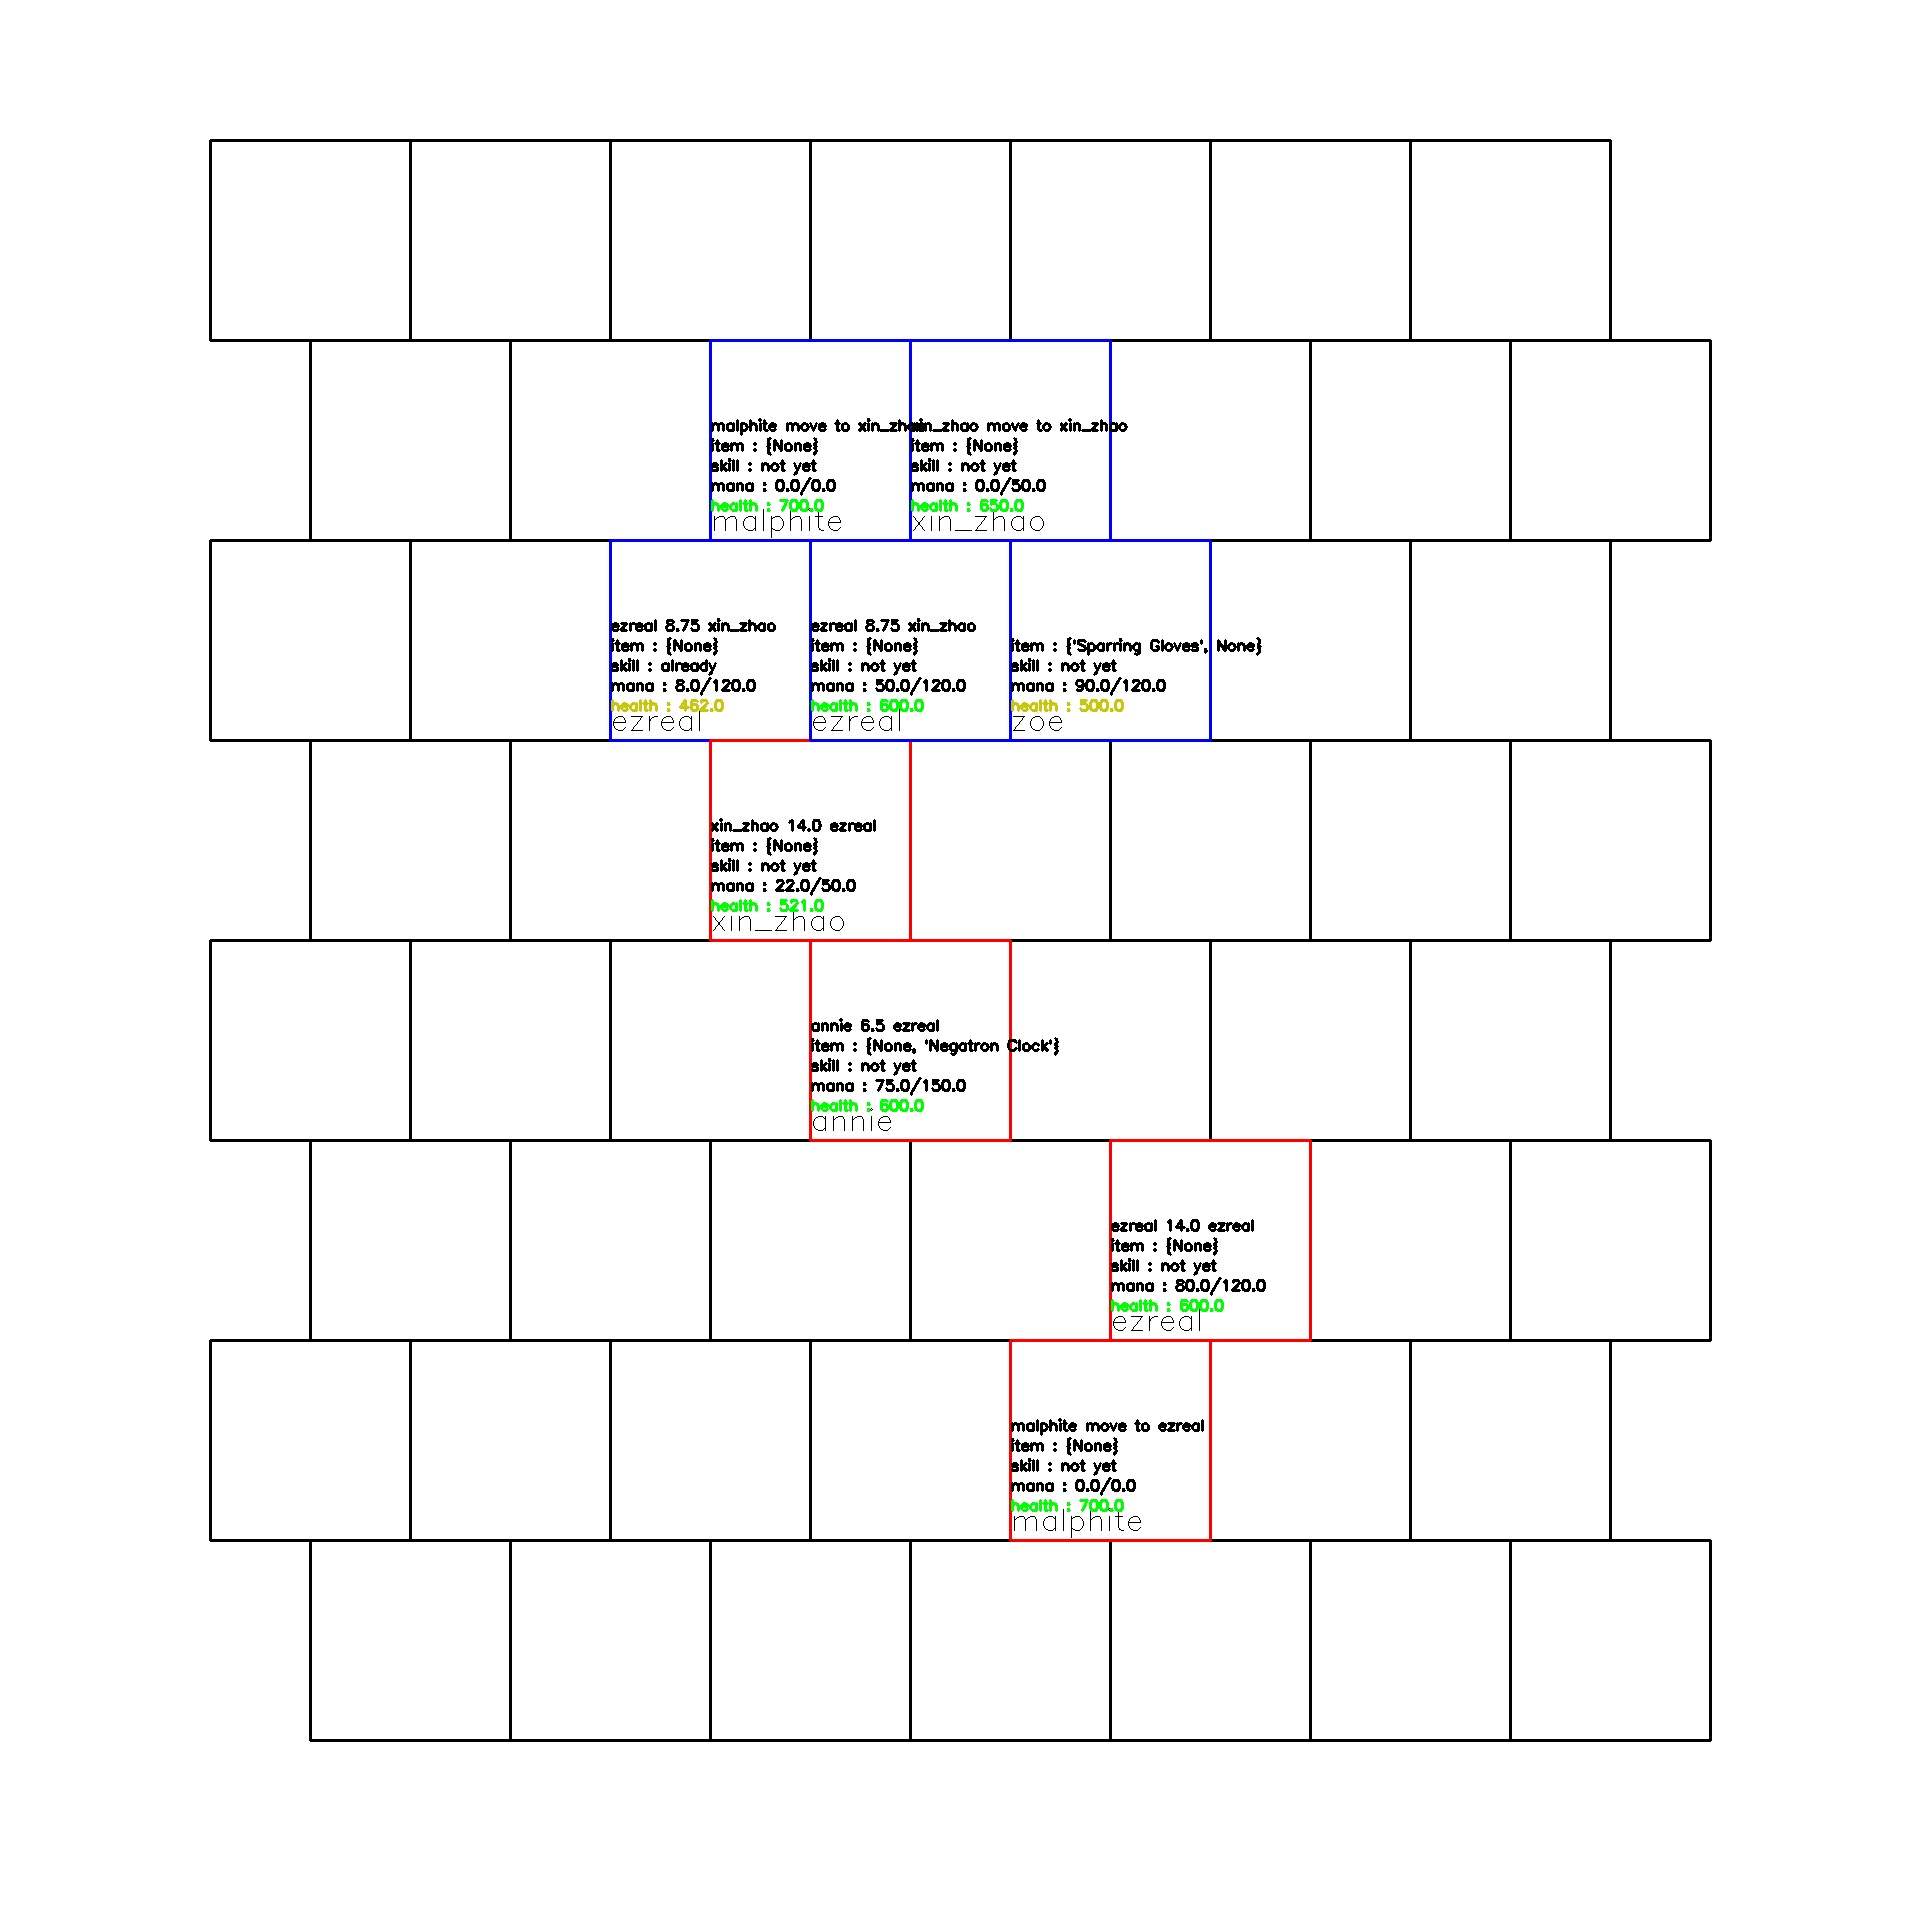 malphite move to xin_zhao
item : {None}
skill : not yet
mana : 0.0/0.0
health : 700.0
malphite
xin_zhao move to xin_zhao
item : {None}
skill : not yet
mana : 0.0/50.0
health : 650.0
xin_zhao
ezreal 8.75 xin_zhao
item : {None}
skill : already
mana : 8.0/120.0
health : 462.0
ezreal
ezreal 8.75 xin_zhao
item : {None}
skill : not yet
mana : 50.0/120.0
health : 600.0
ezreal
item : {'Sparring Gloves', None}
skill : not yet
mana : 90.0/120.0
health : 500.0
zoe
xin_zhao 14.0 ezreal
item : {None}
skill : not yet
mana : 22.0/50.0
health : 521.0
xin_zhao
annie 6.5 ezreal
item : {None, 'Negatron Clock'}
skill : not yet
mana : 75.0/150.0
health : 600.0
annie
ezreal 14.0 ezreal
item : {None}
skill : not yet
mana : 80.0/120.0
health : 600.0
ezreal
malphite move to ezreal
item : {None}
skill : not yet
mana : 0.0/0.0
health : 700.0
malphite